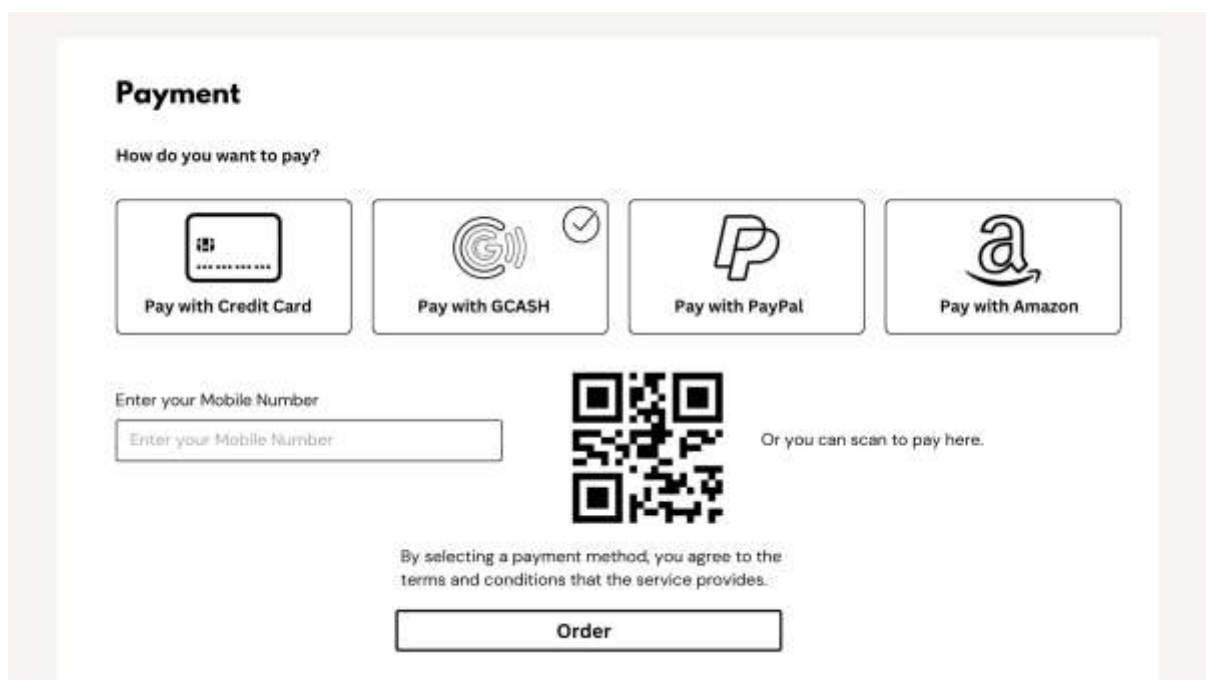 Payment
How do you want to pay?
Pay with Credit Card
Pay with GCASH
Pay with PayPal
Pay with Amazon
Enter your Mobile Number
Enter your Mobile Number
Or you can scan to pay here.
By selecting a payment method, you agree to the
terms and conditions that the service provides.
Order